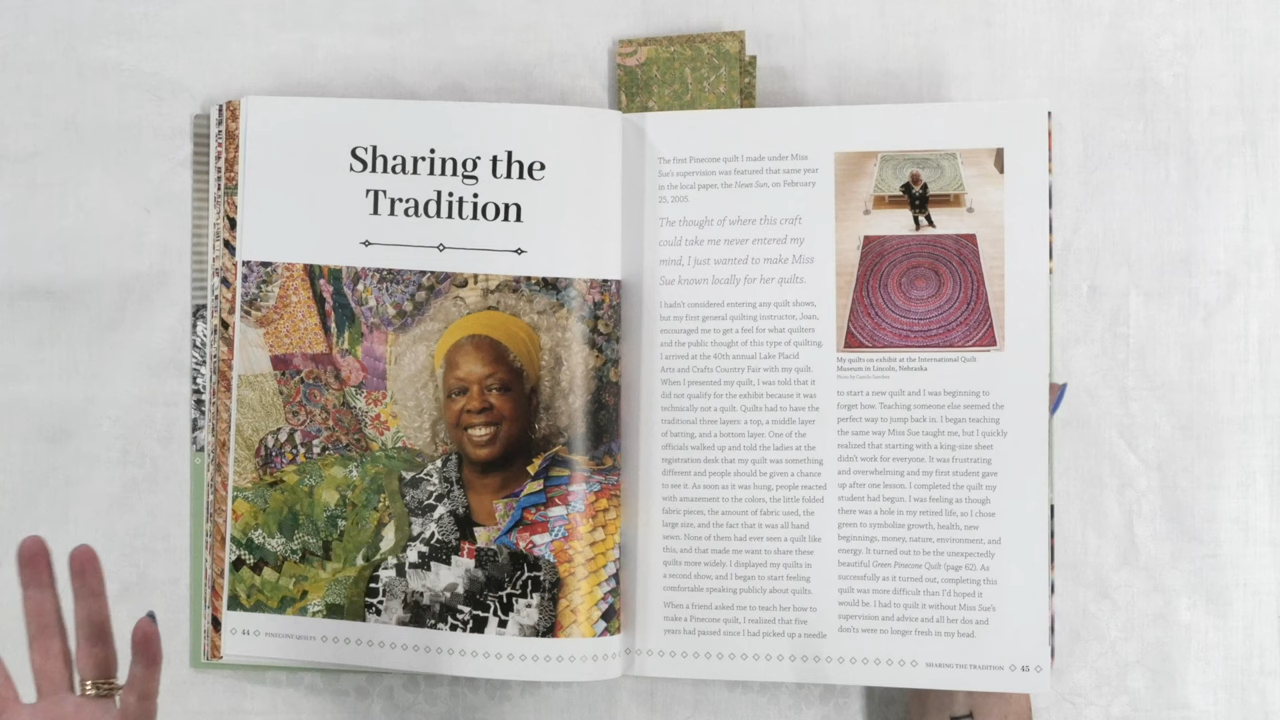 Sharing the
Tradition
44 PINECONE QUILTS
The first Pinecone quilt I made under Miss
Sue's supervision was featured that same year
in the local paper, the News Sun, on February
25, 2005.
The thought of where this craft
could take me never entered my
mind, I just wanted to make Miss
Sue known locally for her quilts.
I hadn't considered entering any quilt shows,
but my first general quilting instructor, Joan,
encouraged me to get a feel for what quilters
and the public thought of this type of quilting.
I arrived at the 40th annual Lake Placid
Arts and Crafts Country Fair with my quilt.
When I presented my quilt, I was told that it
did not qualify for the exhibit because it was
technically not a quilt. Quilts had to have the
traditional three layers: a top, a middle layer
of batting, and a bottom layer. One of the
officials walked up and told the ladies at the
registration desk that my quilt was something
different and people should be given a chance
to see it. As soon as it was hung, people reacted
with amazement to the colors, the little folded
fabric pieces, the amount of fabric used, the
large size, and the fact that it was all hand
sewn. None of them had ever seen a quilt like
this, and that made me want to share these
quilts more widely. I displayed my quilts in
a second show, and I began to start feeling
comfortable speaking publicly about quilts.
When a friend asked me to teach her how to
make a Pinecone quilt, I realized that five
years had passed since I had picked up a needle
My quilts on exhibit at the International Quilt
Museum in Lincoln, Nebraska
to start a new quilt and I was beginning to
forget how. Teaching someone else seemed the
perfect way to jump back in. I began teaching
the same way Miss Sue taught me, but I quickly
realized that starting with a king-size sheet
didn't work for everyone. It was frustrating
and overwhelming and my first student gave
up after one lesson. I completed the quilt my
student had begun. I was feeling as though
there was a hole in my retired life, so I chose
green to symbolize growth, health, new
beginnings, money, nature, environment, and
energy. It turned out to be the unexpectedly
beautiful Green Pinecone Quilt (page 62). As
successfully as it turned out, completing this
quilt was more difficult than I'd hoped it
would be. I had to quilt it without Miss Sue's
supervision and advice and all her dos and
don'ts were no longer fresh in my head.
SHARING THE TRADITION 45